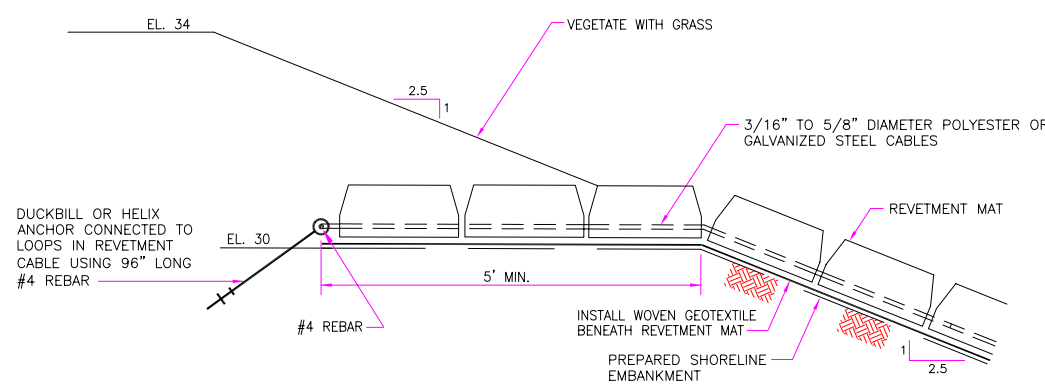 EL. 34
VEGETATE WITH GRASS
2.5
1
3/16" TO 5/8" DIAMETER POLYESTER OR
GALVANIZED STEEL CABLES
DUCKBILL OR HELIX
ANCHOR CONNECTED TO
LOOPS IN REVETMENT
CABLE USING 96" LONG
#4 REBAR
REVETMENT MAT
EL. 30
5' MIN.
#4 REBAR
INSTALL WOVEN GEOTEXTILE
BENEATH REVETMENT MAT
PREPARED SHORELINE
EMBANKMENT
1
2.5